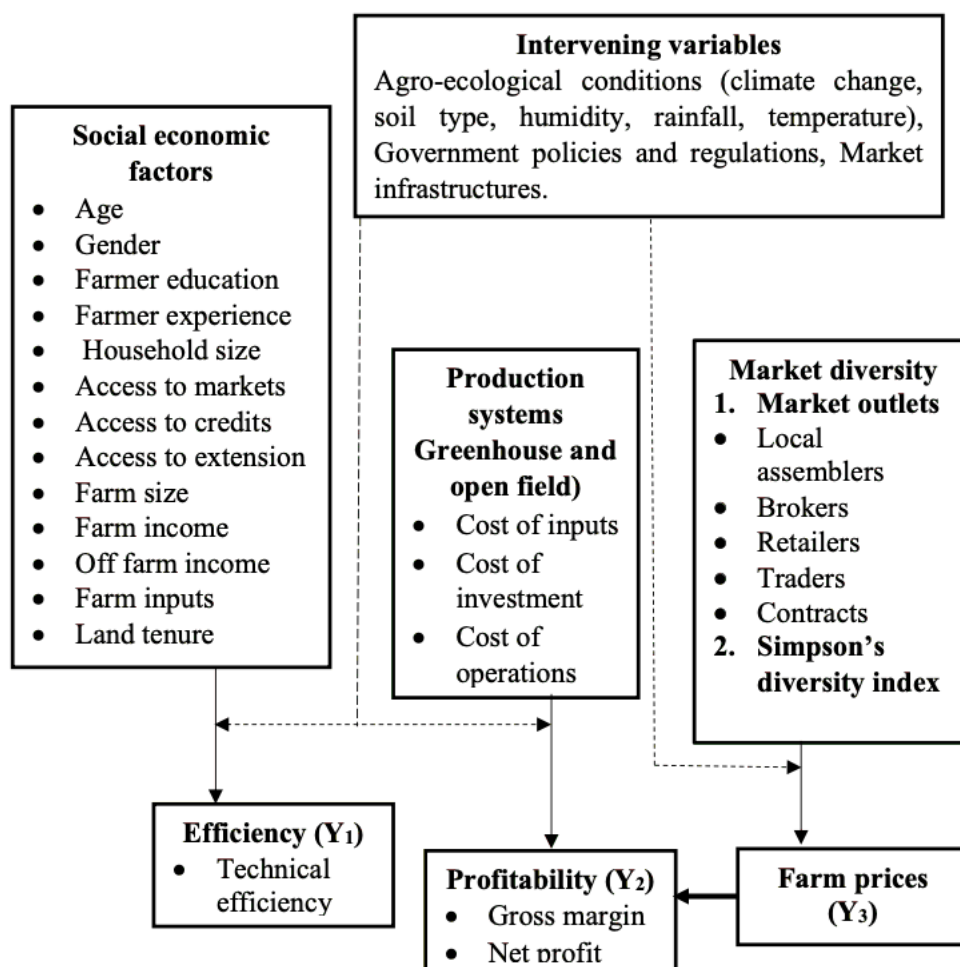 Intervening variables
Agro-ecological conditions (climate change,
soil type, humidity, rainfall, temperature),
Government policies and regulations, Market
infrastructures.
Social economic
factors
• Age
• Gender
• Farmer education
• Farmer experience
• Household size
• Access to markets
• Access to credits
• Access to extension
• Farm size
• Farm income
• Off farm income
• Farm inputs
• Land tenure
Production
systems
Greenhouse and
open field)
• Cost of inputs
• Cost of
investment
• Cost of
operations
Market diversity
1. Market outlets
• Local
assemblers
• Brokers
• Retailers
• Traders
• Contracts
2. Simpson’s
diversity index
Efficiency (Y₁)
• Technical
efficiency
Profitability (Y₂)
• Gross margin
• Net profit
Farm prices
(Y₃)